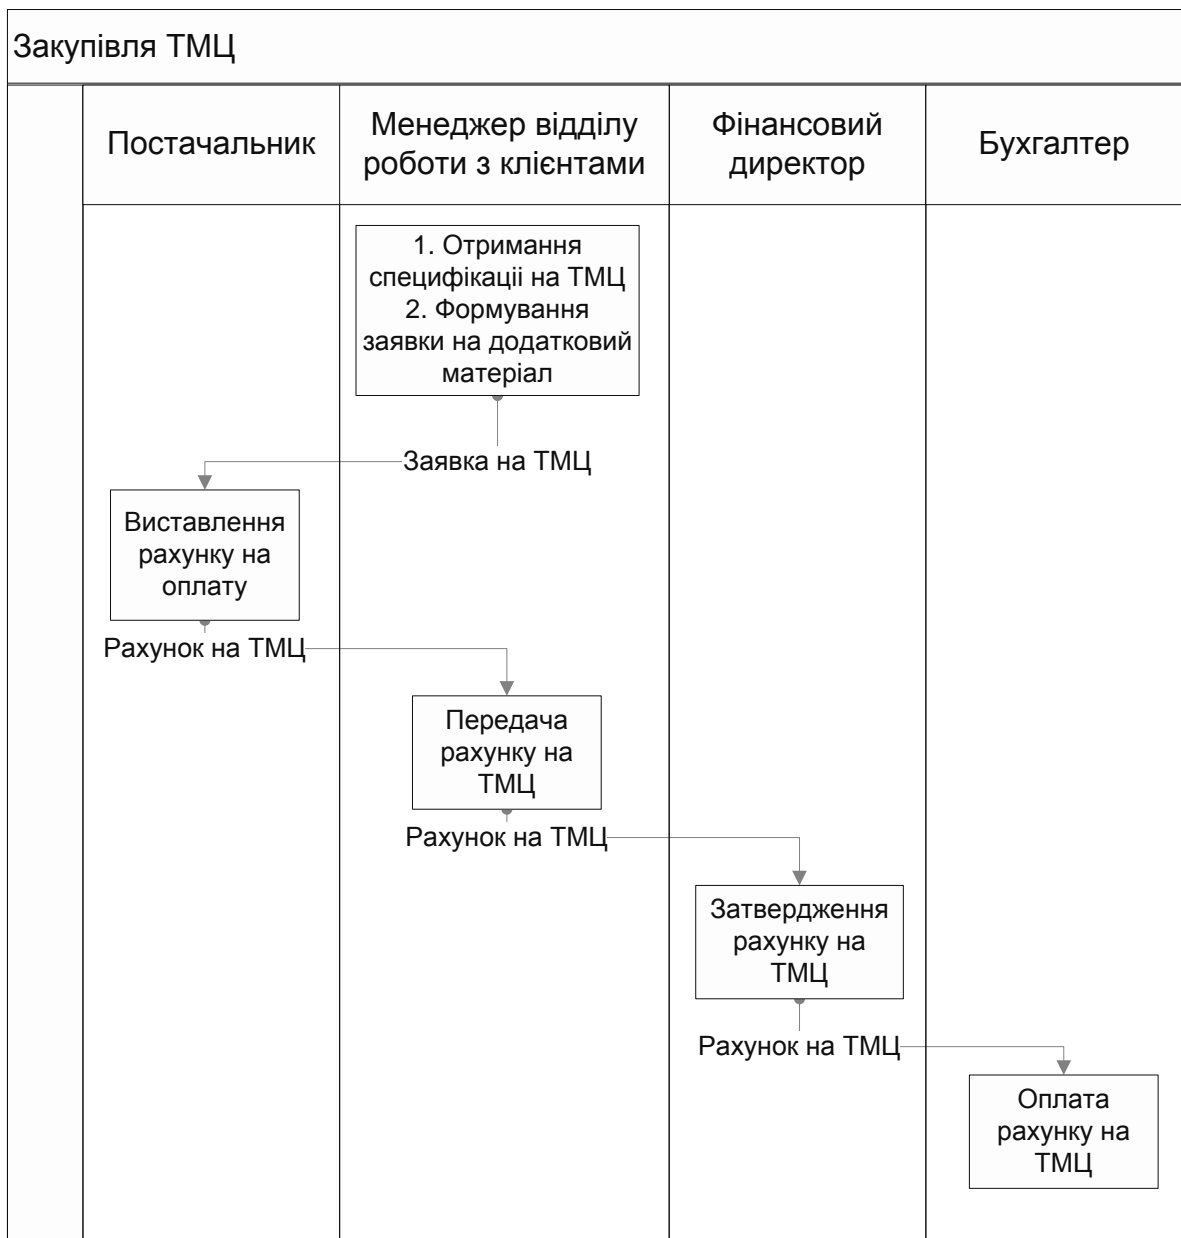 Закупівля ТМЦ
Постачальник
Менеджер відділу
роботи з клієнтами
Фінансовий
директор
Бухгалтер
1. Отримання
специфікаціі на ТМЦ
2. Формування
заявки на додатковий
матеріал
Заявка на ТМЦ
Виставлення
рахунку на
оплату
Рахунок на ТМЦ
Передача
рахунку на
ТМЦ
Рахунок на ТМЦ
Затвердження
рахунку на
ТМЦ
Рахунок на ТМЦ
Оплата
рахунку на
ТМЦ